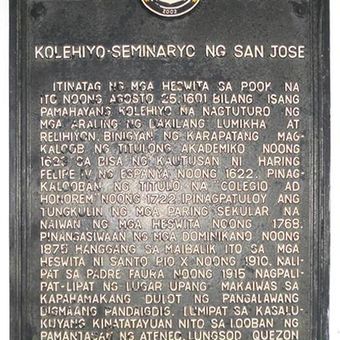 2003
KOLEHIYO-SEMINARYO NG SAN JOSE
ITINATAG NG MGA HESWITA SA POOK NA
ITO NOONG AGOSTO 25, 1601 BILANG ISANG
PAMAHAYANG KOLEHIYO NA NAGTUTURO NG
MGA ARALING NG LAKILANG LUMIKHA AT
RELIHIYON. BINIGYAN NG KARAPATANG MAG-
KALOOB NG TITULONG AKADEMIKO NOONG
1623 SA BISA NG KAUTUSAN NI HARING
FELIPE IV NG ESPANYA NOONG 1622. PINAG-
KALOOBAN NG TITULO NA COLEGIO AD
HONOREM NOONG 1722. IPINAGPATULOY ANG
TUNGKULIN NG MGA PARING SEKULAR NA
NAIWAN NG MGA HESWITA NOONG 1768.
PINANGASIWAAN NG MGA DOMINIKANO NOONG
1875 HANGGANG SA MAIBALIK ITO SA MGA
HESWITA NI SANTO PIO X NOONG 1910. NALI-
PAT SA PADRE FAURA NOONG 1915. NAGPALI-
PAT-LIPAT NG LUGAR UPANG MAKAIWAS SA
KAPAHAMAKANG DULOT NG PANGALAWANG
DIGMAANG PANDAIGDIG. LUMIPAT SA KASALU-
KUYANG KINATATAYUAN NITO SA LOOBAN NG
PAMANTASAN NG ATENEO, LUNGSOD QUEZON